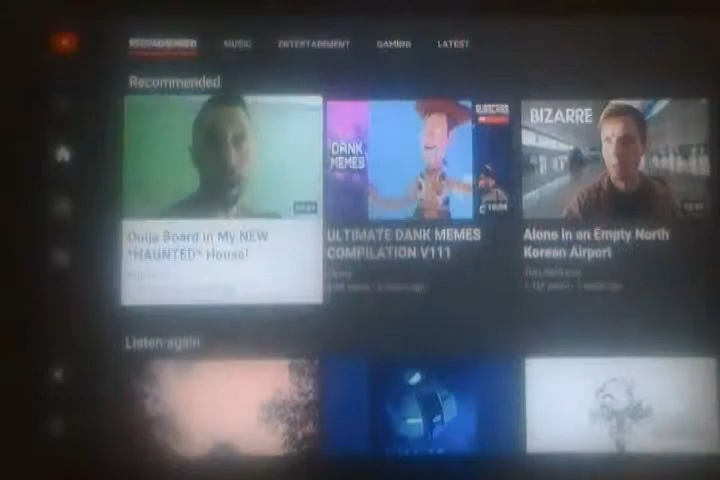 RECOMMENDED MUSIC ENTERTAINMENT GAMING LATEST
Recommended
DANK
MEMES
SUBSCRIBE
BIZARRE
Ouija Board in My NEW
*HAUNTED* House!
ULTIMATE DANK MEMES
COMPILATION V111
Alone in an Empty North
Korean Airport
Listen again